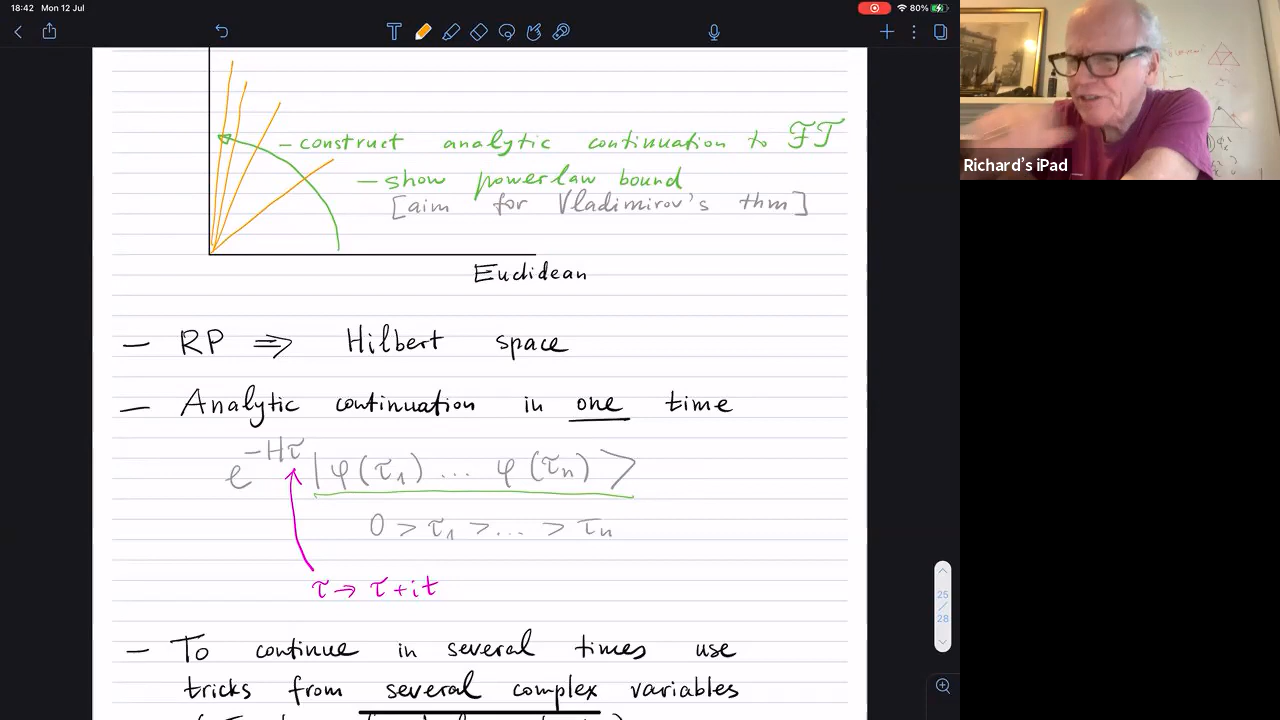 18:42 Mon 12 Jul
80%
– construct analytic continuation to FT
– show powerlaw bound
[aim for Vladimirov's thm]
Euclidean
– RP ⇒ Hilbert space
– Analytic continuation in one time
e^{-Hτ} |φ(τ₁) ... φ(τₙ)>
0 > τ₁ > ... > τₙ
τ → τ+it
– To continue in several times use
tricks from several complex variables
25
/
28
Richard's iPad